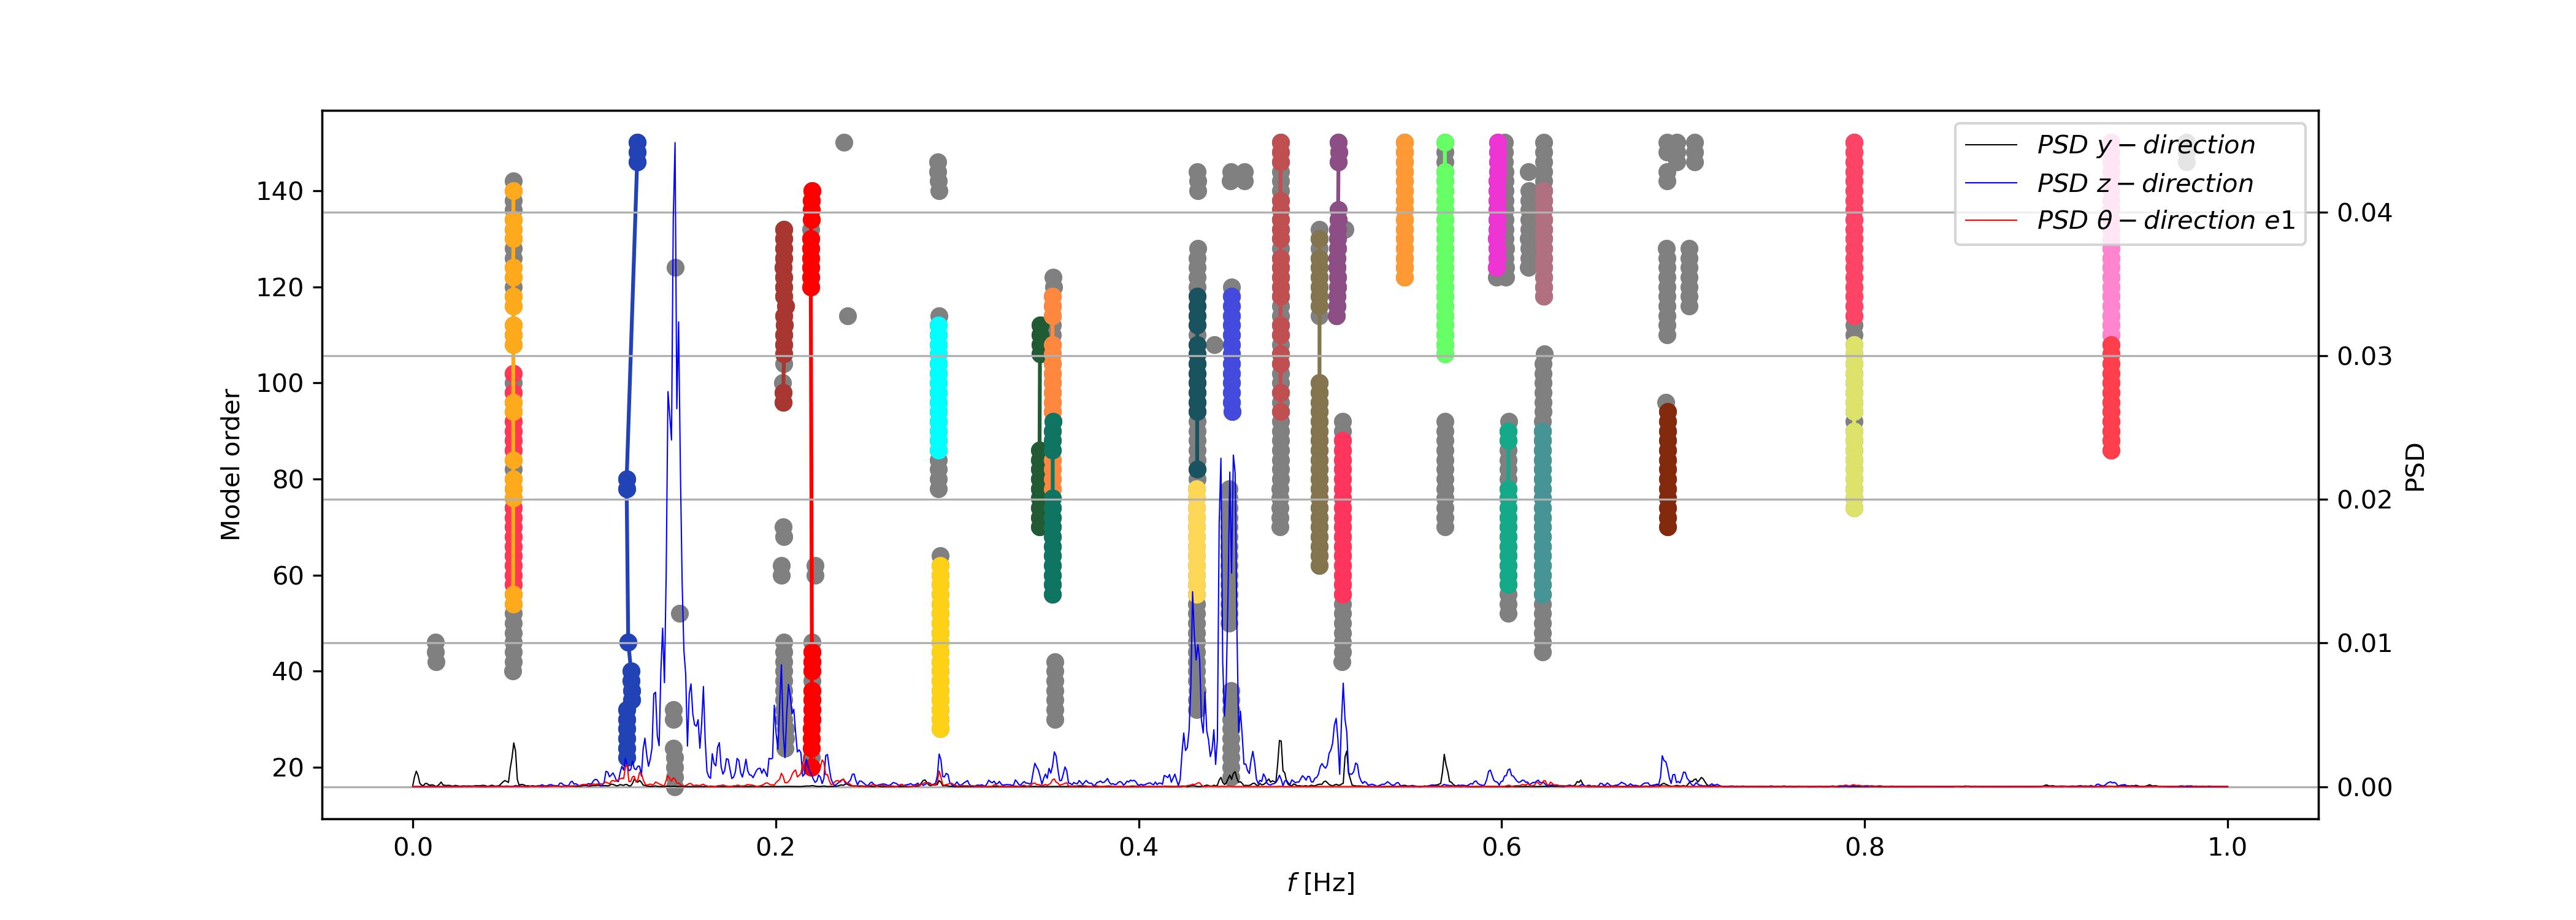 PSD y − direction
PSD z − direction
PSD θ − direction e1
Model order
140
120
100
80
60
40
20
0.04
0.03
0.02
0.01
0.00
PSD
0.0 0.2 0.4 0.6 0.8 1.0
f [Hz]